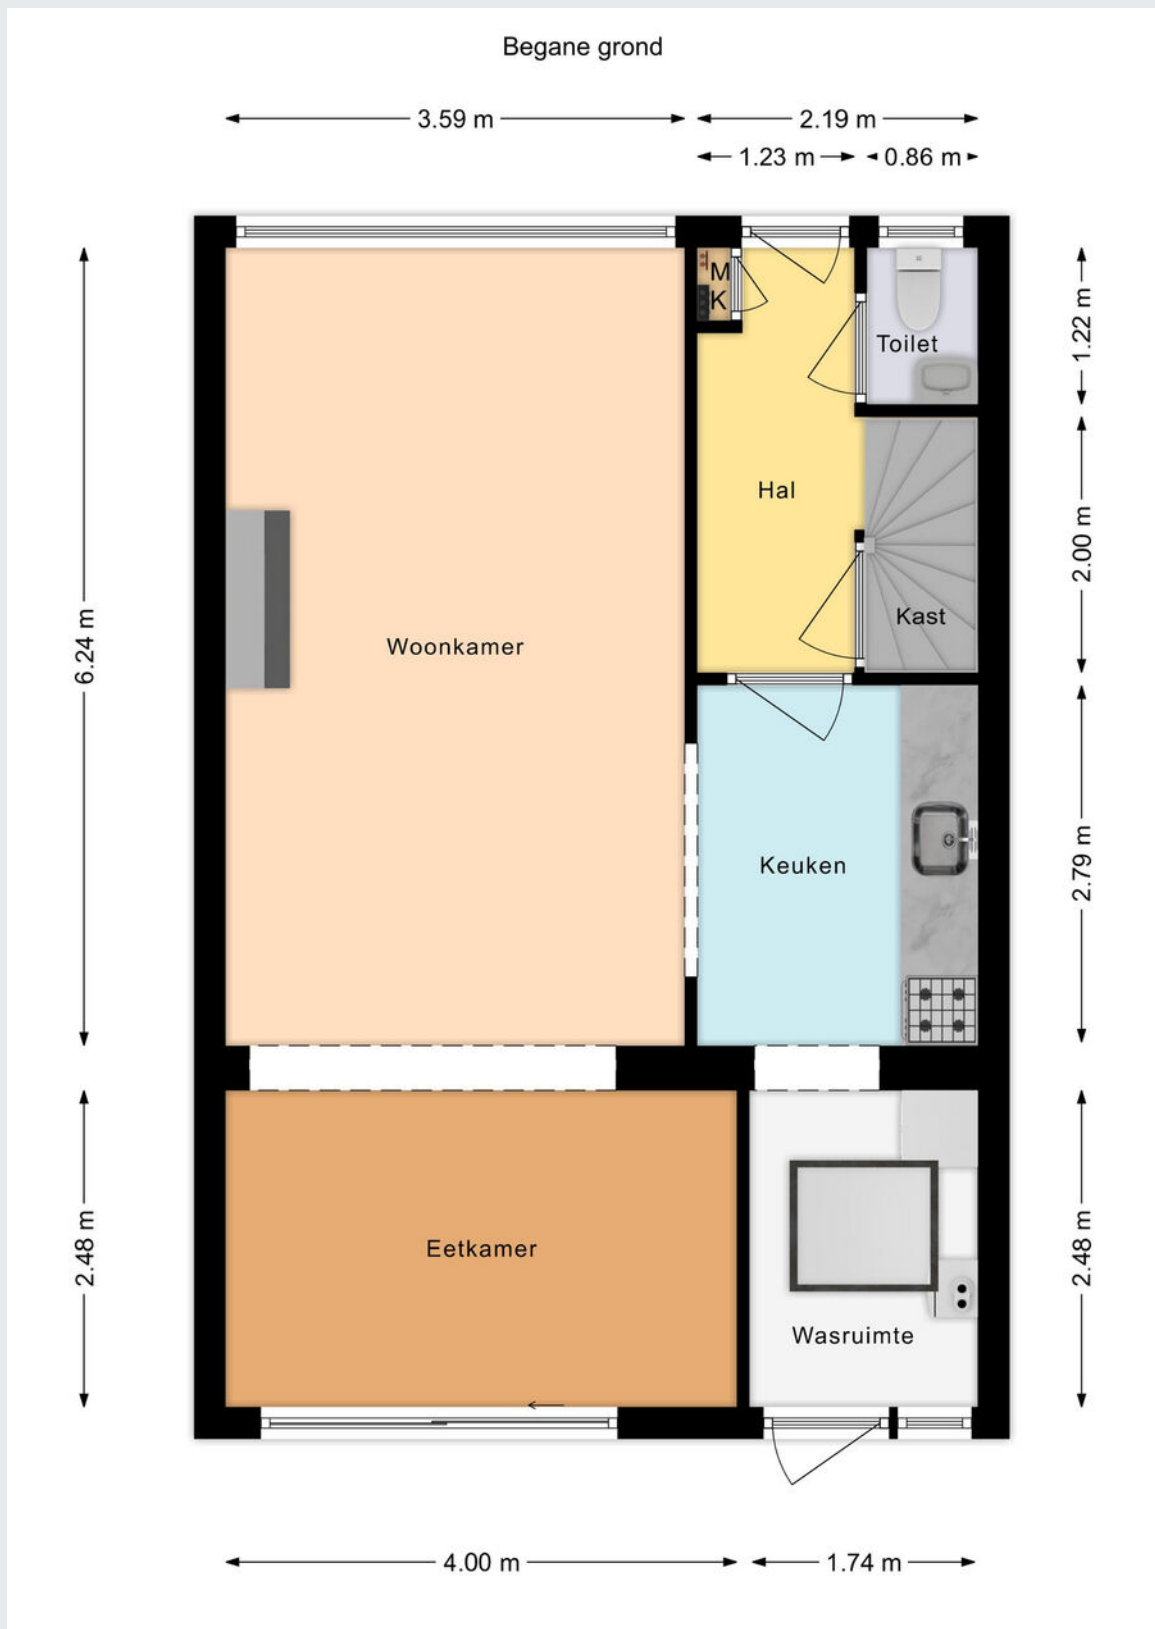 Begane grond
3.59 m
2.19 m
1.23 m
0.86 m
M
K
Toilet
1.22 m
Hal
2.00 m
Kast
6.24 m
Woonkamer
Keuken
2.79 m
2.48 m
Eetkamer
2.48 m
Wasruimte
4.00 m
1.74 m